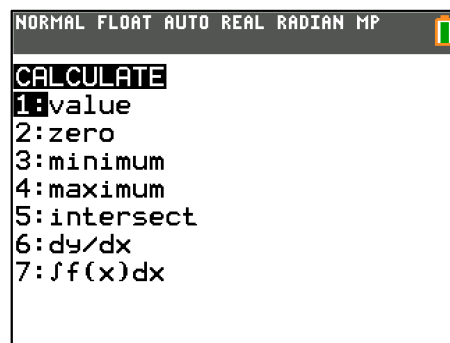 NORMAL FLOAT AUTO REAL RADIAN MP
CALCULATE
1:value
2:zero
3:minimum
4:maximum
5:intersect
6:dy/dx
7:∫f(x)dx